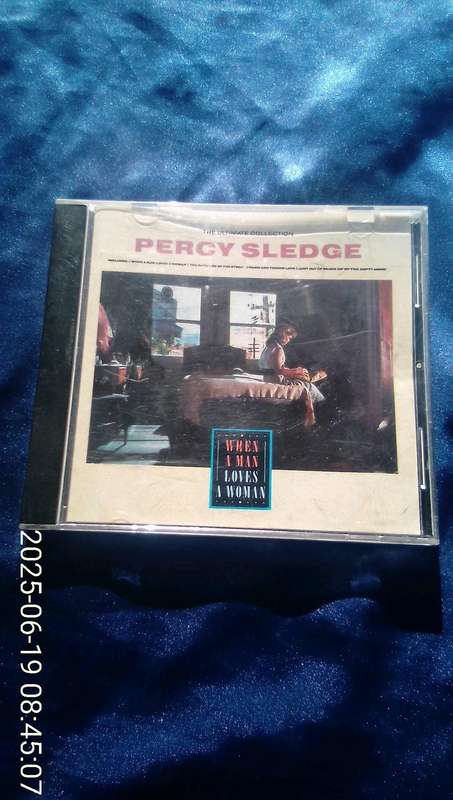 THE ULTIMATE COLLECTION
PERCY SLEDGE
WHEN
A MAN
LOVES
A WOMAN
2025-06-19 08:45:07